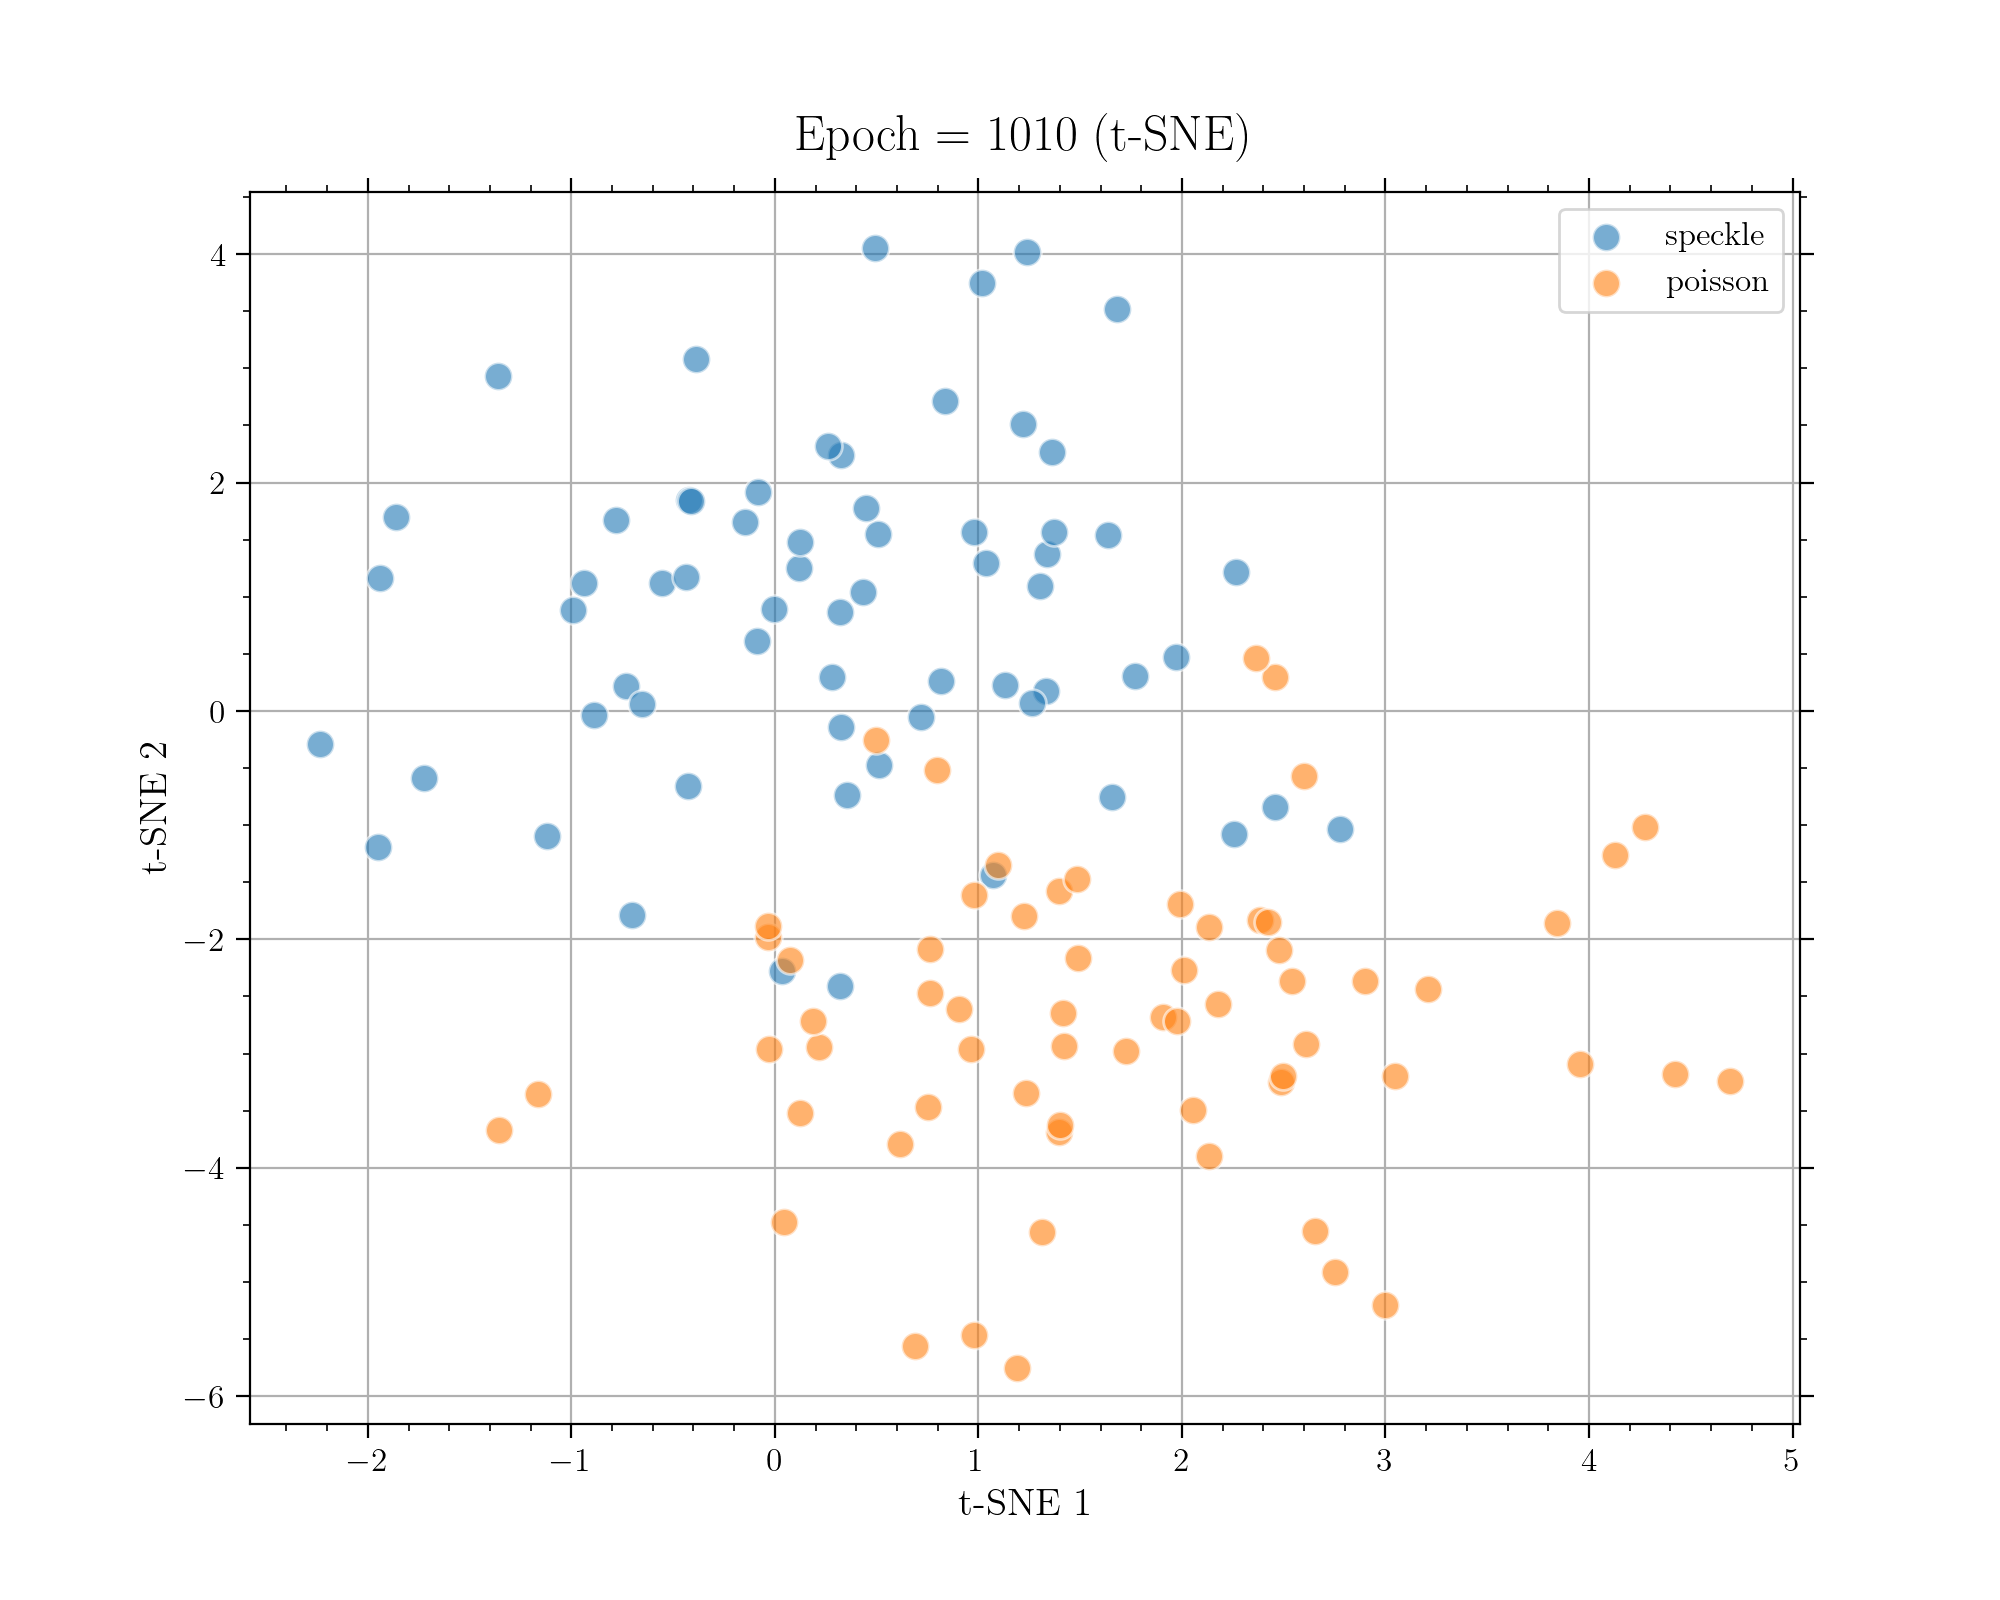 Epoch = 1010 (t-SNE)
speckle
poisson
4
2
0
−2
−4
−6
t-SNE 2
−2 −1 0 1 2 3 4 5
t-SNE 1